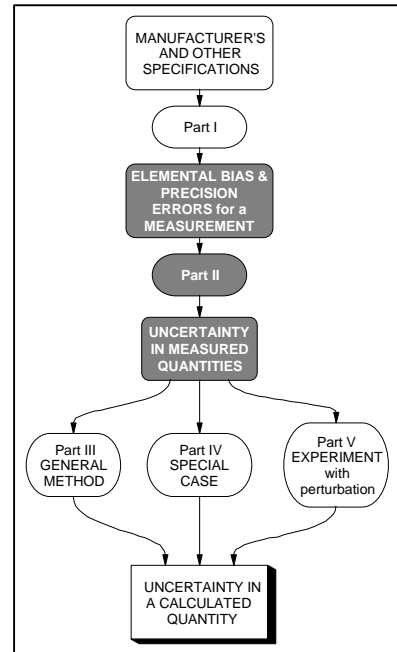 MANUFACTURER'S
AND OTHER
SPECIFICATIONS
Part I
ELEMENTAL BIAS &
PRECISION
ERRORS for a
MEASUREMENT
Part II
UNCERTAINTY
IN MEASURED
QUANTITIES
Part III
GENERAL
METHOD
Part IV
SPECIAL
CASE
Part V
EXPERIMENT
with
perturbation
UNCERTAINTY IN
A CALCULATED
QUANTITY